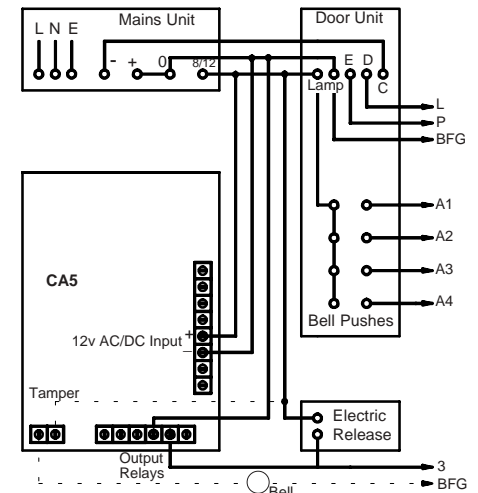 Mains Unit
Door Unit
L N E
- + 0 8/12
Lamp E D C
L
P
BFG
A1
A2
A3
A4
Bell Pushes
CA5
12v AC/DC Input + –
Tamper
Output
Relays
Electric
Release
3
Bell
BFG